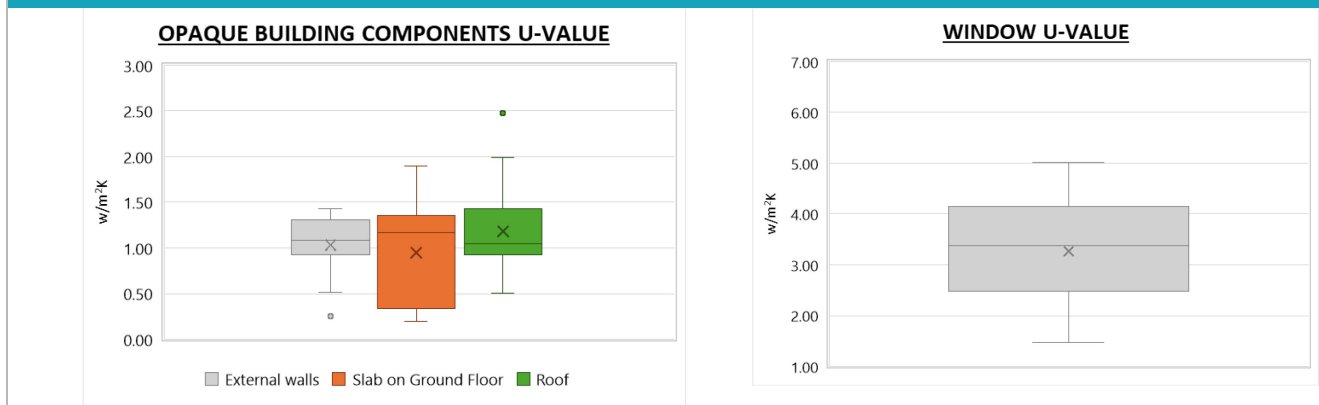 OPAQUE BUILDING COMPONENTS U-VALUE
3.00
2.50
2.00
1.50
1.00
0.50
0.00
w/m²K
External walls Slab on Ground Floor Roof
WINDOW U-VALUE
7.00
6.00
5.00
4.00
3.00
2.00
1.00
w/m²K